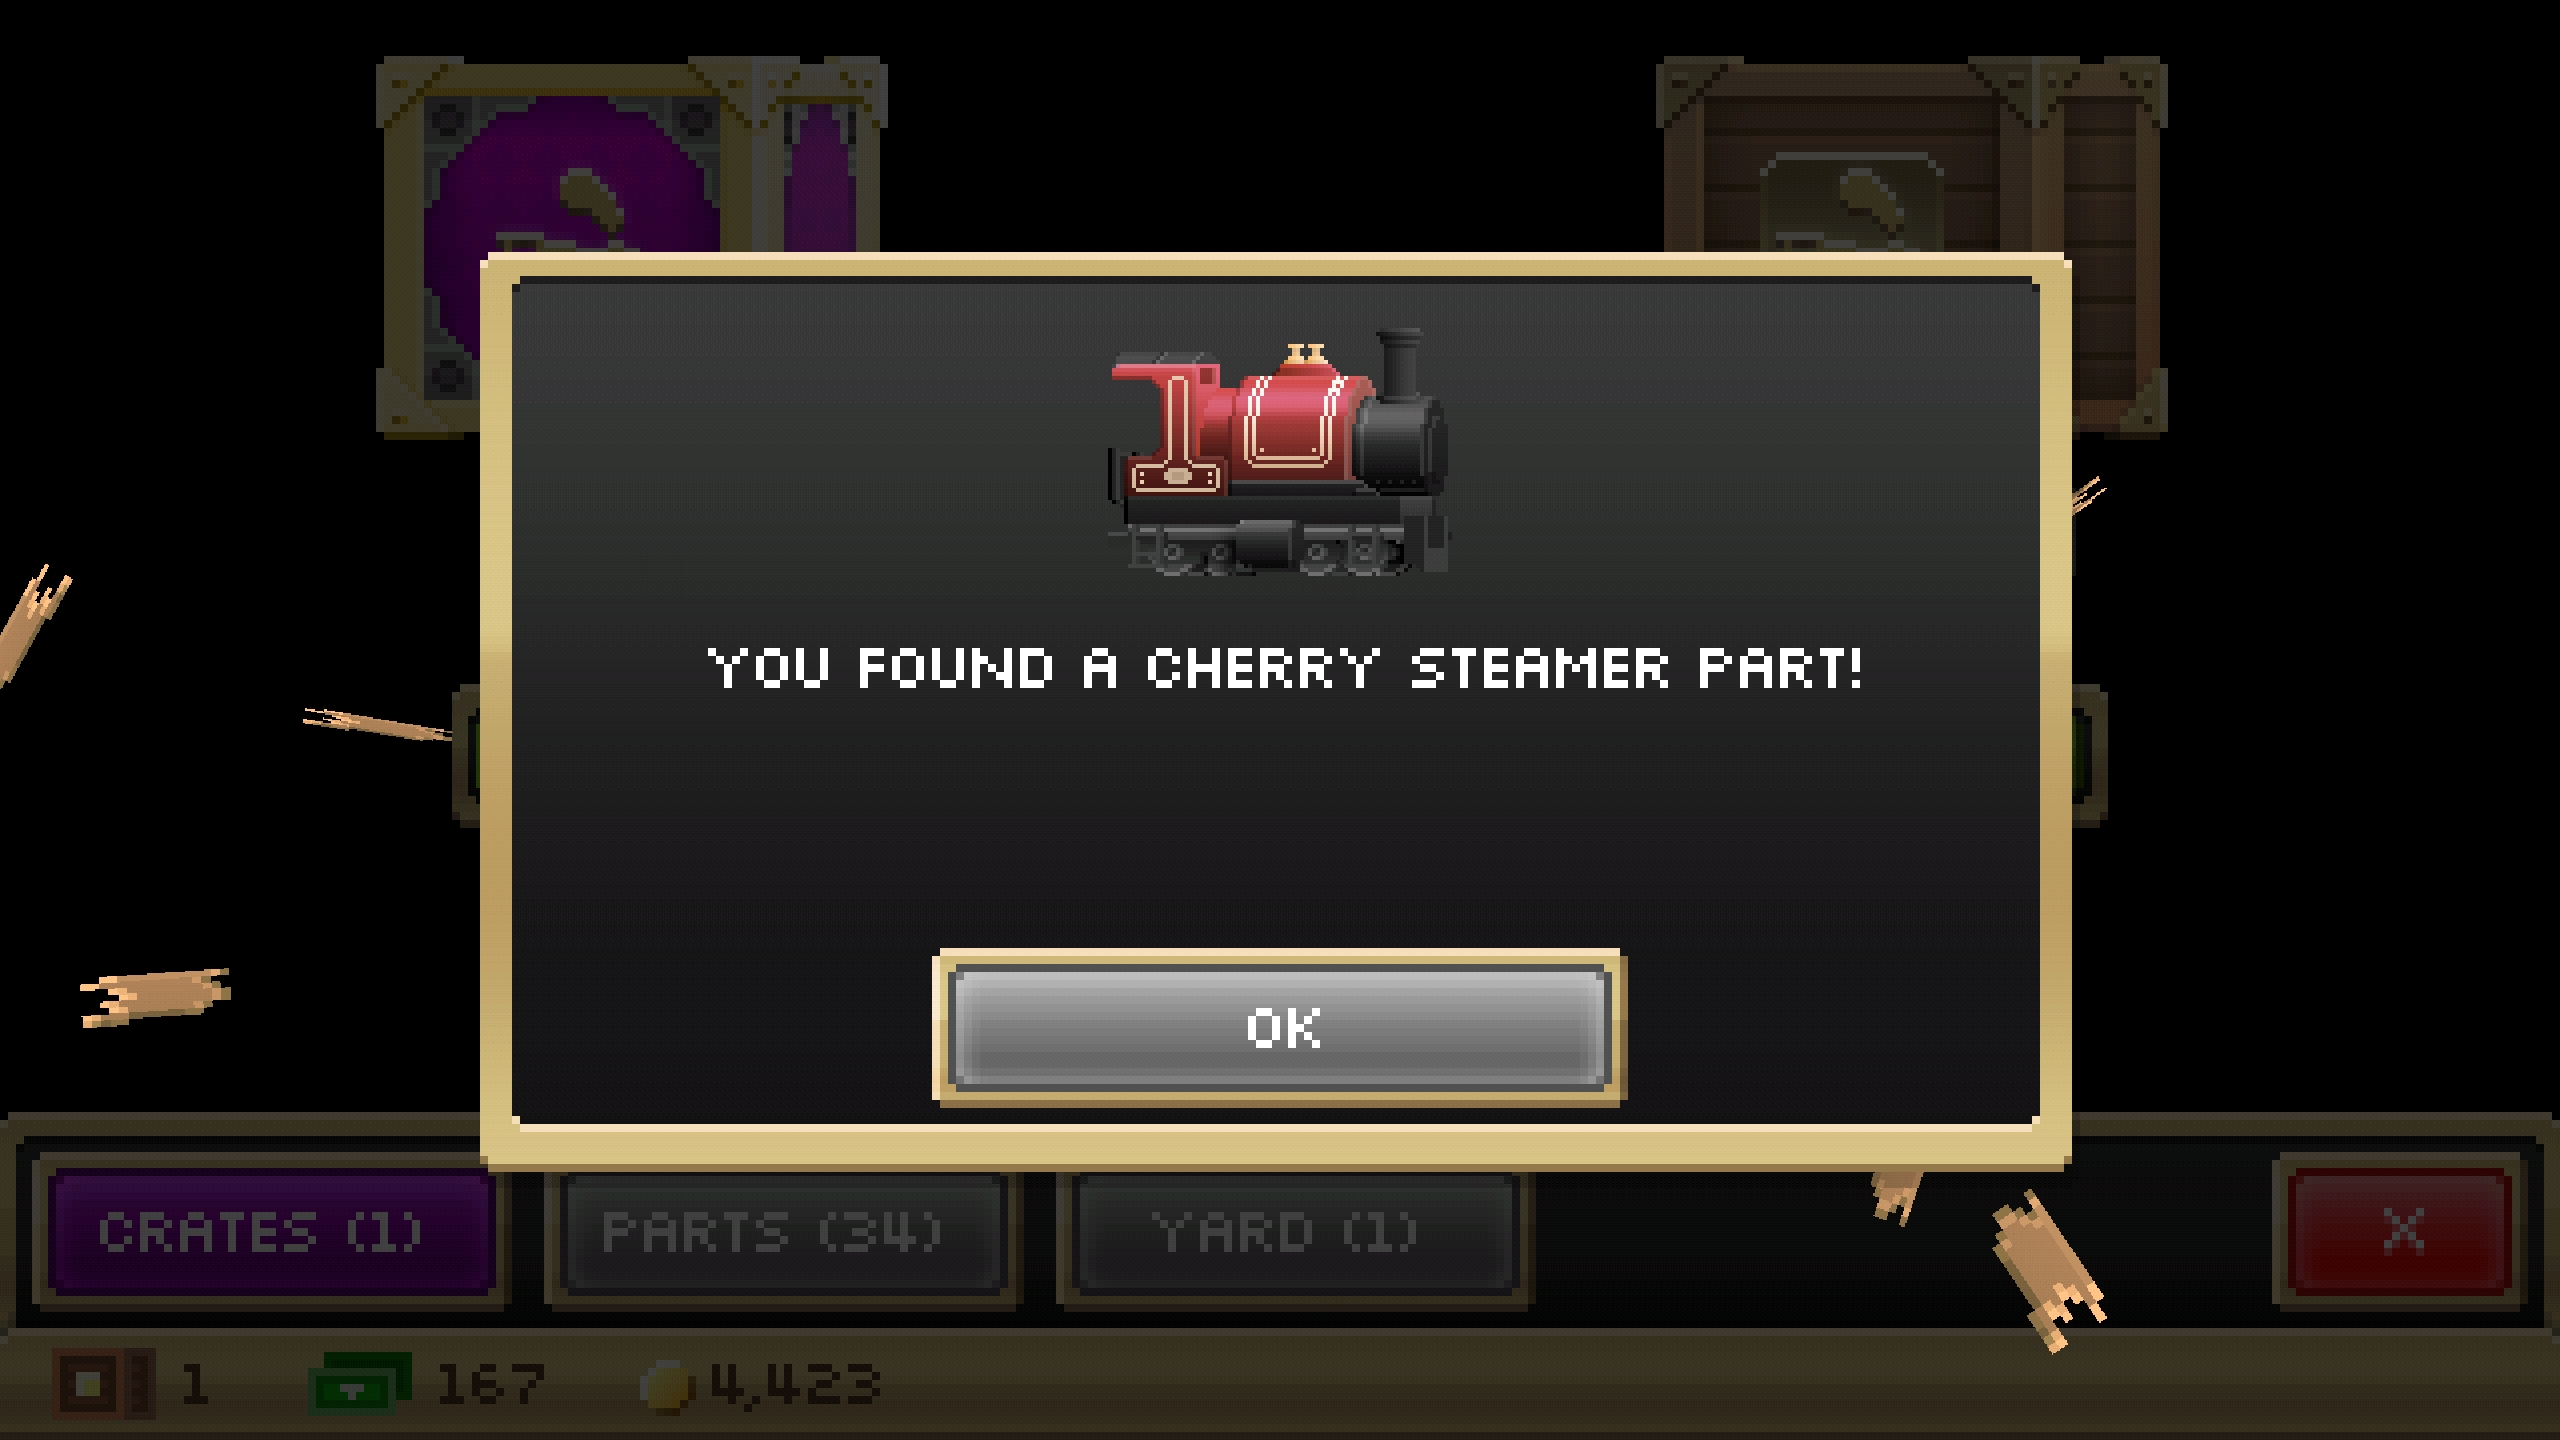 YOU FOUND A CHERRY STEAMER PART!
OK
CRATES (1)
PARTS (34)
YARD (1)
X
1
167
4,423